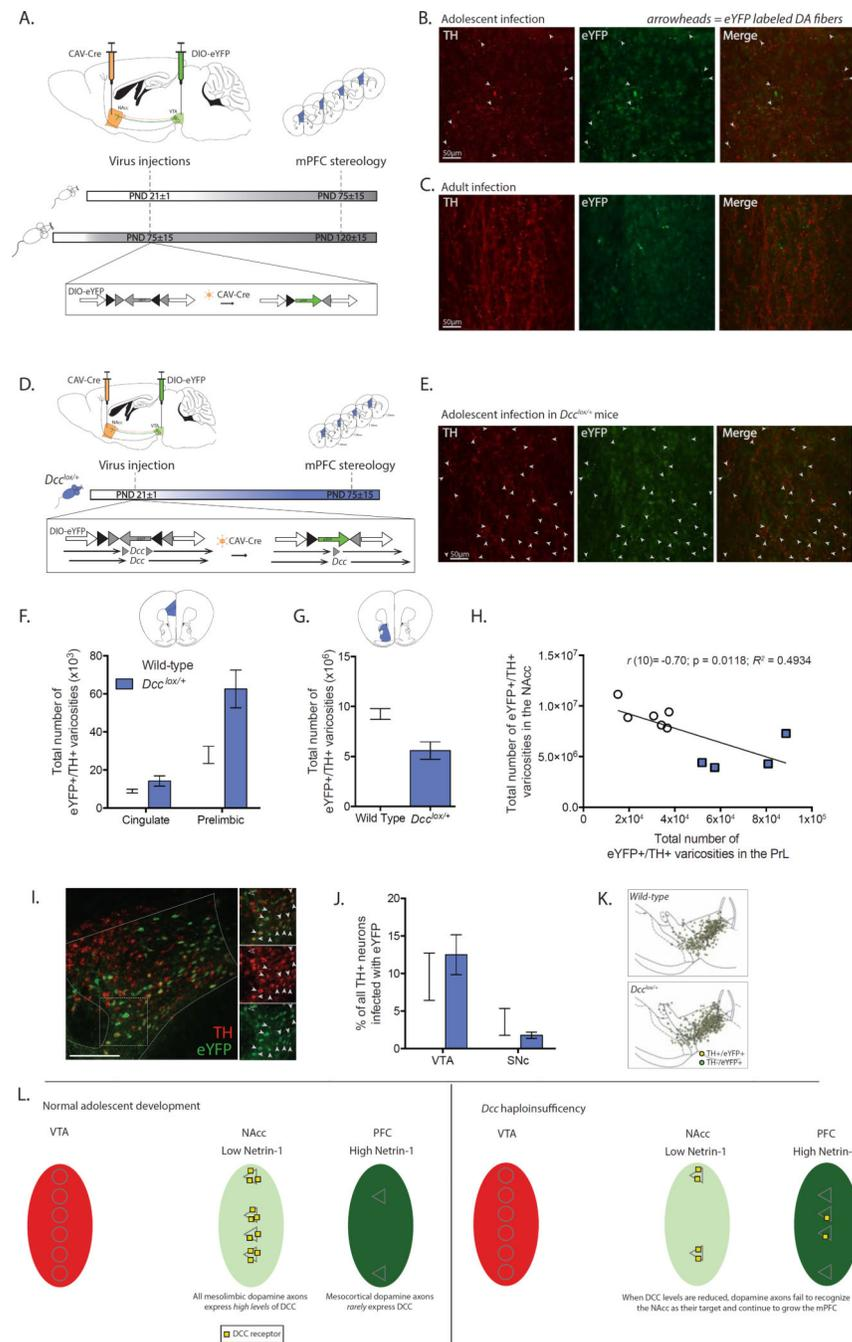 A.
CAV-Cre
DIO-eYFP
NAcc
VTA
Virus injections
mPFC stereology
PND 21±1
PND 75±15
PND 75±15
PND 120±15
DIO-eYFP
CAV-Cre
B. Adolescent infection
arrowheads = eYFP labeled DA fibers
TH
eYFP
Merge
50μm
C. Adult infection
TH
eYFP
Merge
50μm
D.
CAV-Cre
DIO-eYFP
NAcc
VTA
Virus injection
mPFC stereology
Dcc lox/+
PND 21±1
PND 75±15
DIO-eYFP
CAV-Cre
Dcc
Dcc
Dcc
Dcc
E.
Adolescent infection in Dcc lox/+ mice
TH
eYFP
Merge
50μm
F.
Total number of
eYFP+/TH+ varicosities (x10³)
80
60
40
20
0
Wild-type
Dcc lox/+
Cingulate
Prelimbic
G.
Total number of
eYFP+/TH+ varicosities (x10⁶)
15
10
5
0
Wild Type
Dcc lox/+
H.
r (10)= -0.70; p = 0.0118; R² = 0.4934
Total number of eYFP+/TH+
varicosities in the NAcc
1.5×10⁷
1.0×10⁷
5.0×10⁶
0.0
0
2x10⁴
4x10⁴
6x10⁴
8x10⁴
1x10⁵
Total number of
eYFP+/TH+ varicosities in the PrL
I.
TH
eYFP
J.
% of all TH+ neurons
infected with eYFP
20
15
10
5
0
VTA
SNc
K.
Wild-type
Dcc lox/+
TH+/eYFP+
TH-/eYFP+
L.
Normal adolescent development
VTA
NAcc
Low Netrin-1
PFC
High Netrin-1
All mesolimbic dopamine axons
express high levels of DCC
Mesocortical dopamine axons
rarely express DCC
DCC receptor
Dcc haploinsufficency
VTA
NAcc
Low Netrin-1
PFC
High Netrin-
When DCC levels are reduced, dopamine axons fail to recognize
the NAcc as their target and continue to grow the mPFC